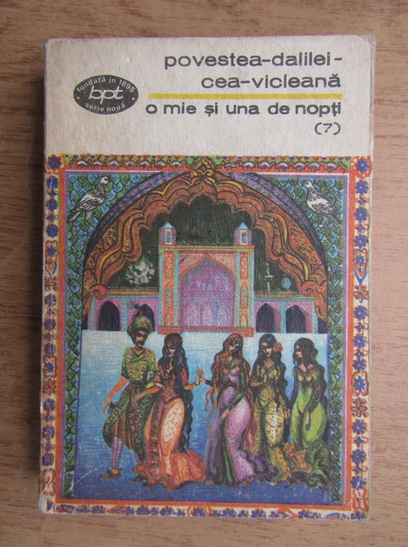 povestea-dalilei-
cea-vicleană
o mie și una de nopți
(7)
fondată în 1895
bpt
serie nouă